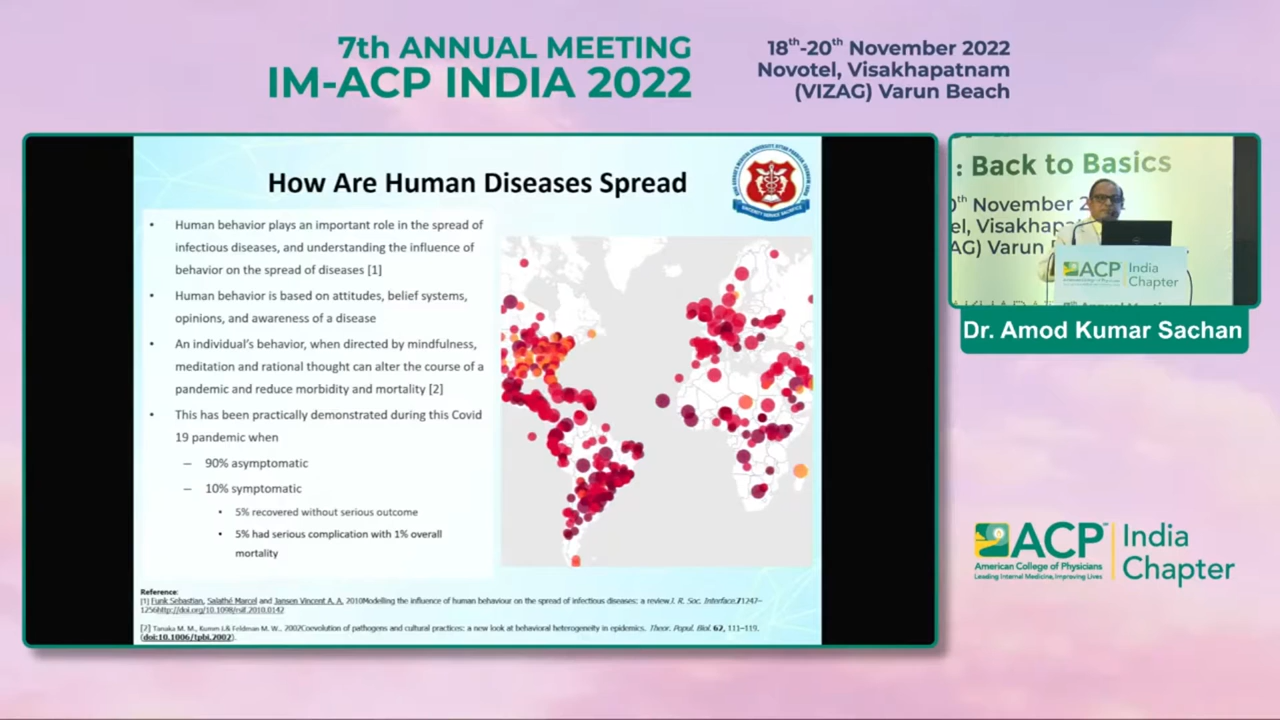 7th ANNUAL MEETING
IM-ACP INDIA 2022
18th-20th November 2022
Novotel, Visakhapatnam
(VIZAG) Varun Beach
How Are Human Diseases Spread
• Human behavior plays an important role in the spread of
infectious diseases, and understanding the influence of
behavior on the spread of diseases [1]
• Human behavior is based on attitudes, belief systems,
opinions, and awareness of a disease
• An individual's behavior, when directed by mindfulness,
meditation and rational thought can alter the course of a
pandemic and reduce morbidity and mortality [2]
• This has been practically demonstrated during this Covid
19 pandemic when
– 90% asymptomatic
– 10% symptomatic
• 5% recovered without serious outcome
• 5% had serious complication with 1% overall
mortality
Reference:
[1] Funk Sebastian, Salathé Marcel and Jansen Vincent A. A. 2010Modelling the influence of human behaviour on the spread of infectious diseases: a review.J. R. Soc. Interface.71247–
1256http://doi.org/10.1098/rsif.2010.0142
[2] Tanaka M. M., Kumm J.& Feldman M. W.. 2002Coevolution of pathogens and cultural practices: a new look at behavioral heterogeneity in epidemics. Theor. Popul. Biol. 62, 111–119.
(doi:10.1006/tpbi.2002).
: Back to Basics
th November 2
el, Visakhap
AG) Varun
ACP India
Chapter
Dr. Amod Kumar Sachan
ACP
American College of Physicians
Leading Internal Medicine, Improving Lives
India
Chapter